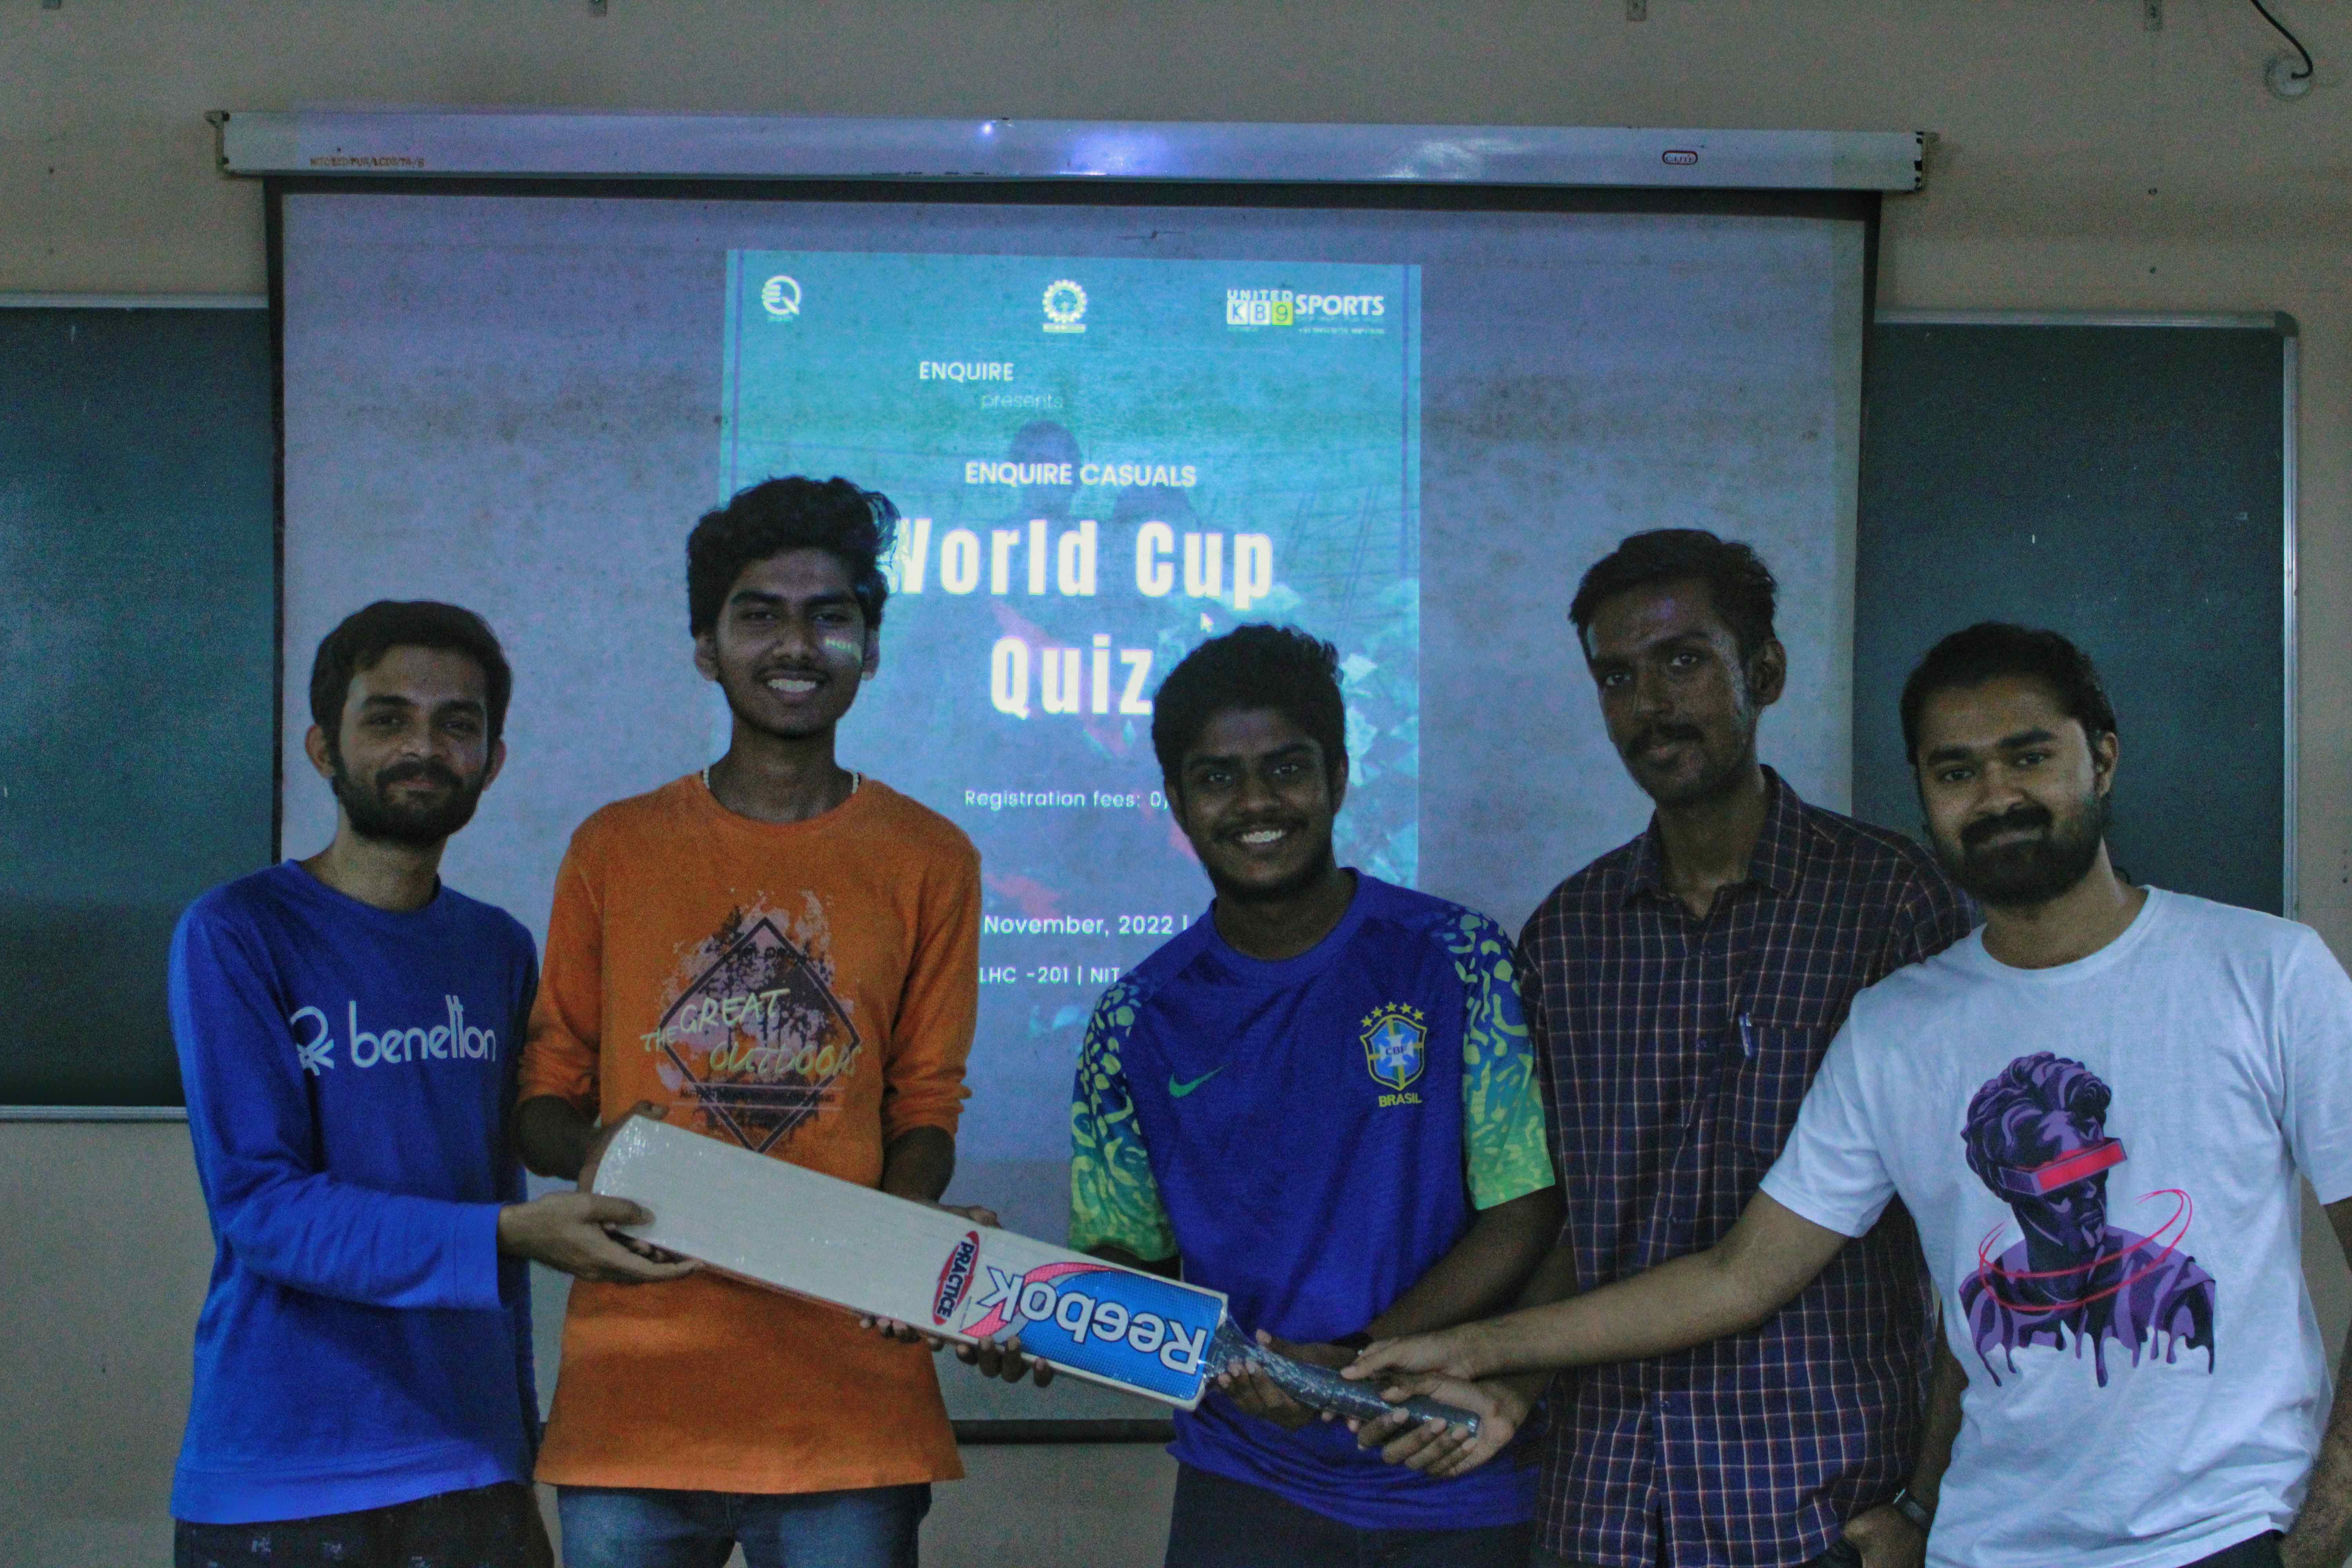 UNITED
KB9 SPORTS
ENQUIRE
presents
ENQUIRE CASUALS
World Cup
Quiz
Registration fees: 0
November, 2022 |
LHC -201 | NIT
benetton
THE GREAT
OUTDOORS
CBF
BRASIL
PRACTICE
Reebok